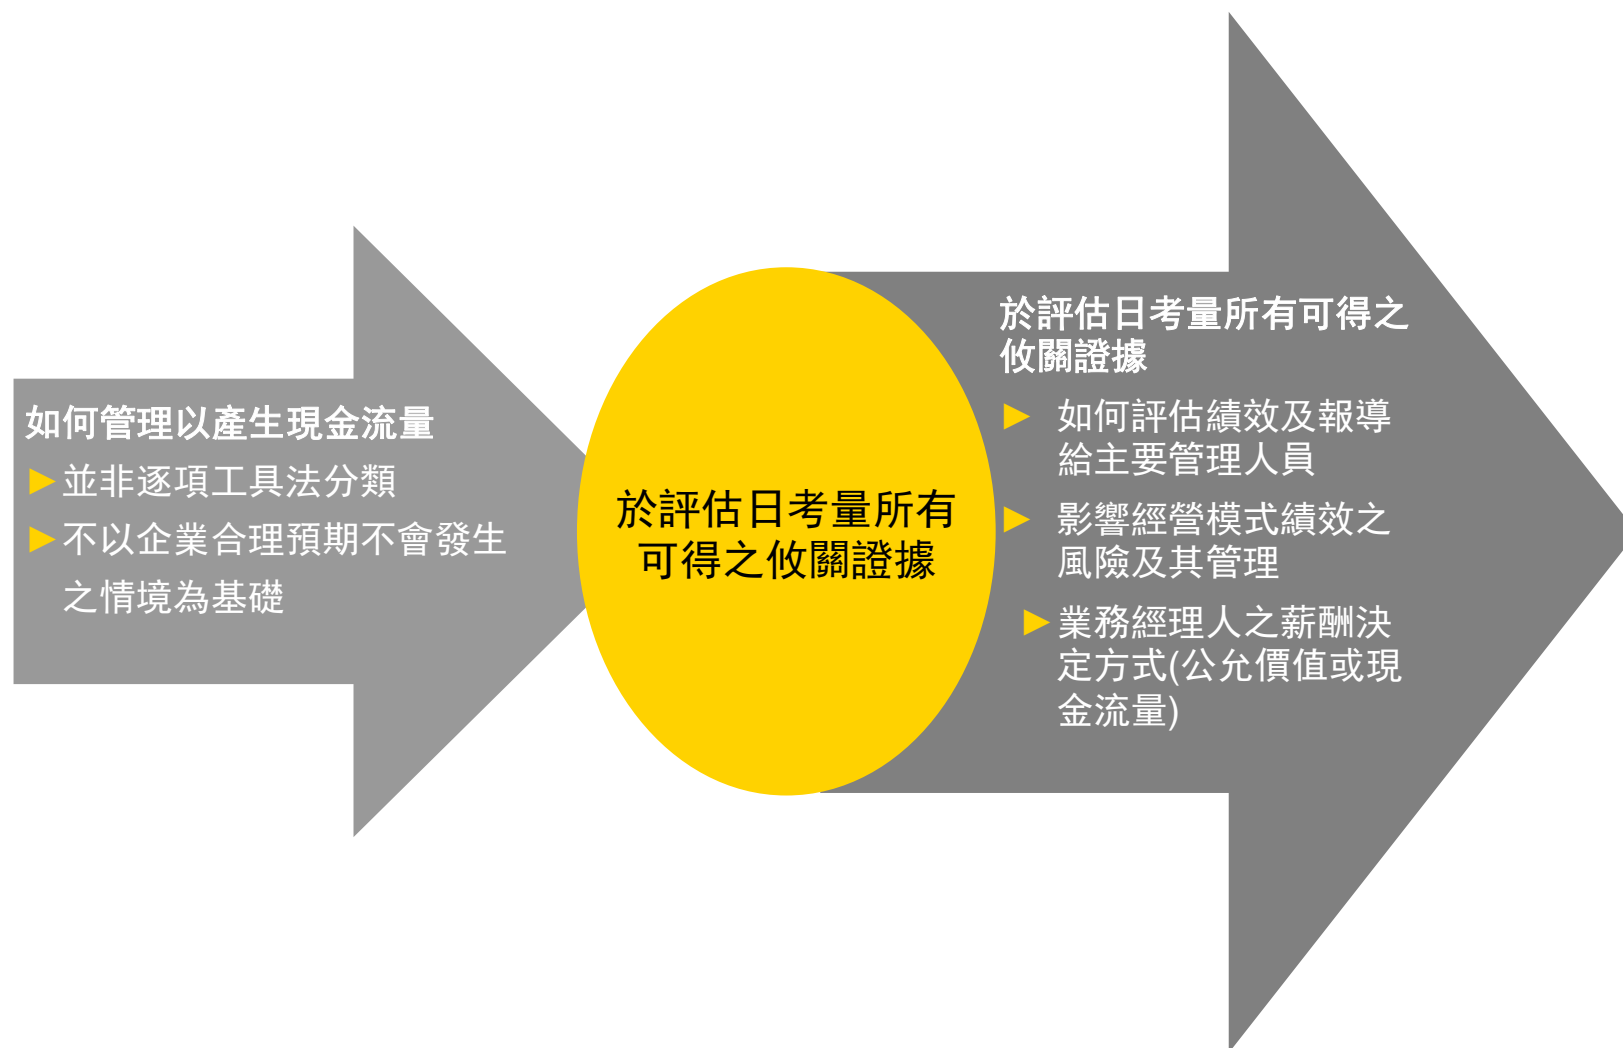 如何管理以產生現金流量
►並非逐項工具法分類
►不以企業合理預期不會發生
之情境為基礎
於評估日考量所有
可得之攸關證據
於評估日考量所有可得之
攸關證據
► 如何評估績效及報導
給主要管理人員
► 影響經營模式績效之
風險及其管理
►業務經理人之薪酬決
定方式(公允價值或現
金流量)